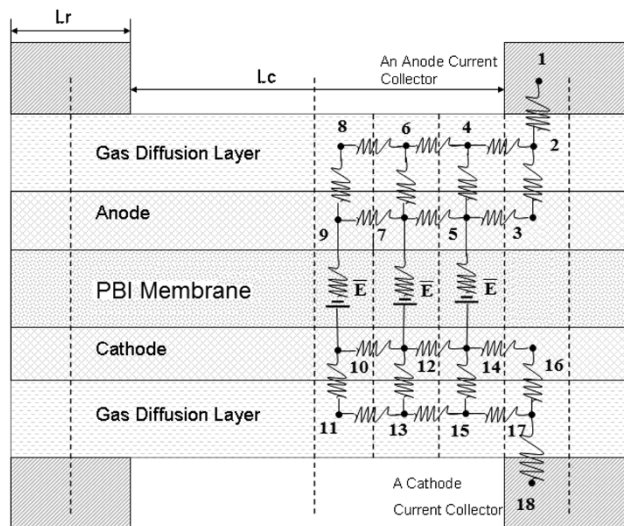 Lr
1
An Anode Current
Collector
Lc
8
6
4
2
Gas Diffusion Layer
Anode
9
7
5
3
PBI Membrane
E
E
E
Cathode
10
12
14
16
Gas Diffusion Layer
11
13
15
17
A Cathode
Current Collector
18